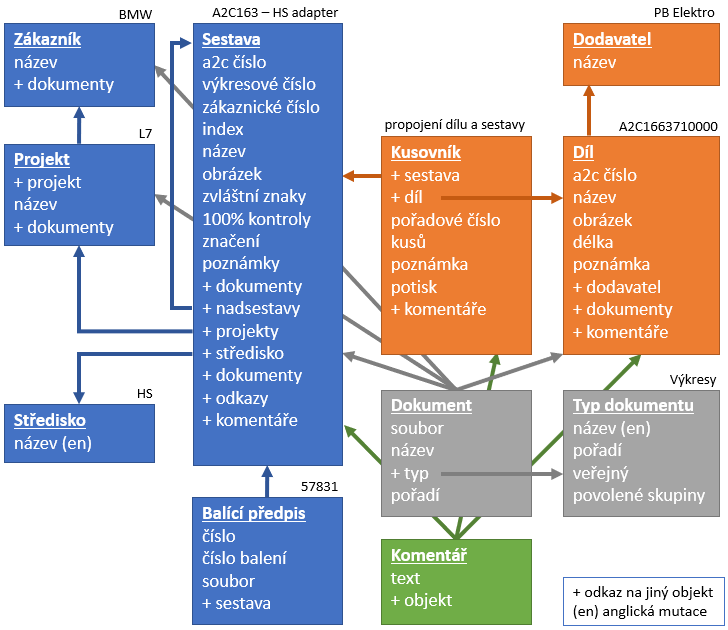 BMW
Zákazník
název
+ dokumenty
L7
Projekt
+ projekt
název
+ dokumenty
HS
Středisko
název (en)
A2C163 – HS adapter
Sestava
a2c číslo
výkresové číslo
zákaznické číslo
index
název
obrázek
zvláštní znaky
100% kontroly
značení
poznámky
+ dokumenty
+ nadsestavy
+ projekty
+ středisko
+ dokumenty
+ odkazy
+ komentáře
57831
Balící předpis
číslo
číslo balení
soubor
+ sestava
propojení dílu a sestavy
Kusovník
+ sestava
+ díl
pořadové číslo
kusů
poznámka
potisk
+ komentáře
Dokument
soubor
název
+ typ
pořadí
Komentář
text
+ objekt
PB Elektro
Dodavatel
název
A2C1663710000
Díl
a2c číslo
název
obrázek
délka
poznámka
+ dodavatel
+ dokumenty
+ komentáře
Výkresy
Typ dokumentu
název (en)
pořadí
veřejný
povolené skupiny
+ odkaz na jiný objekt
(en) anglická mutace